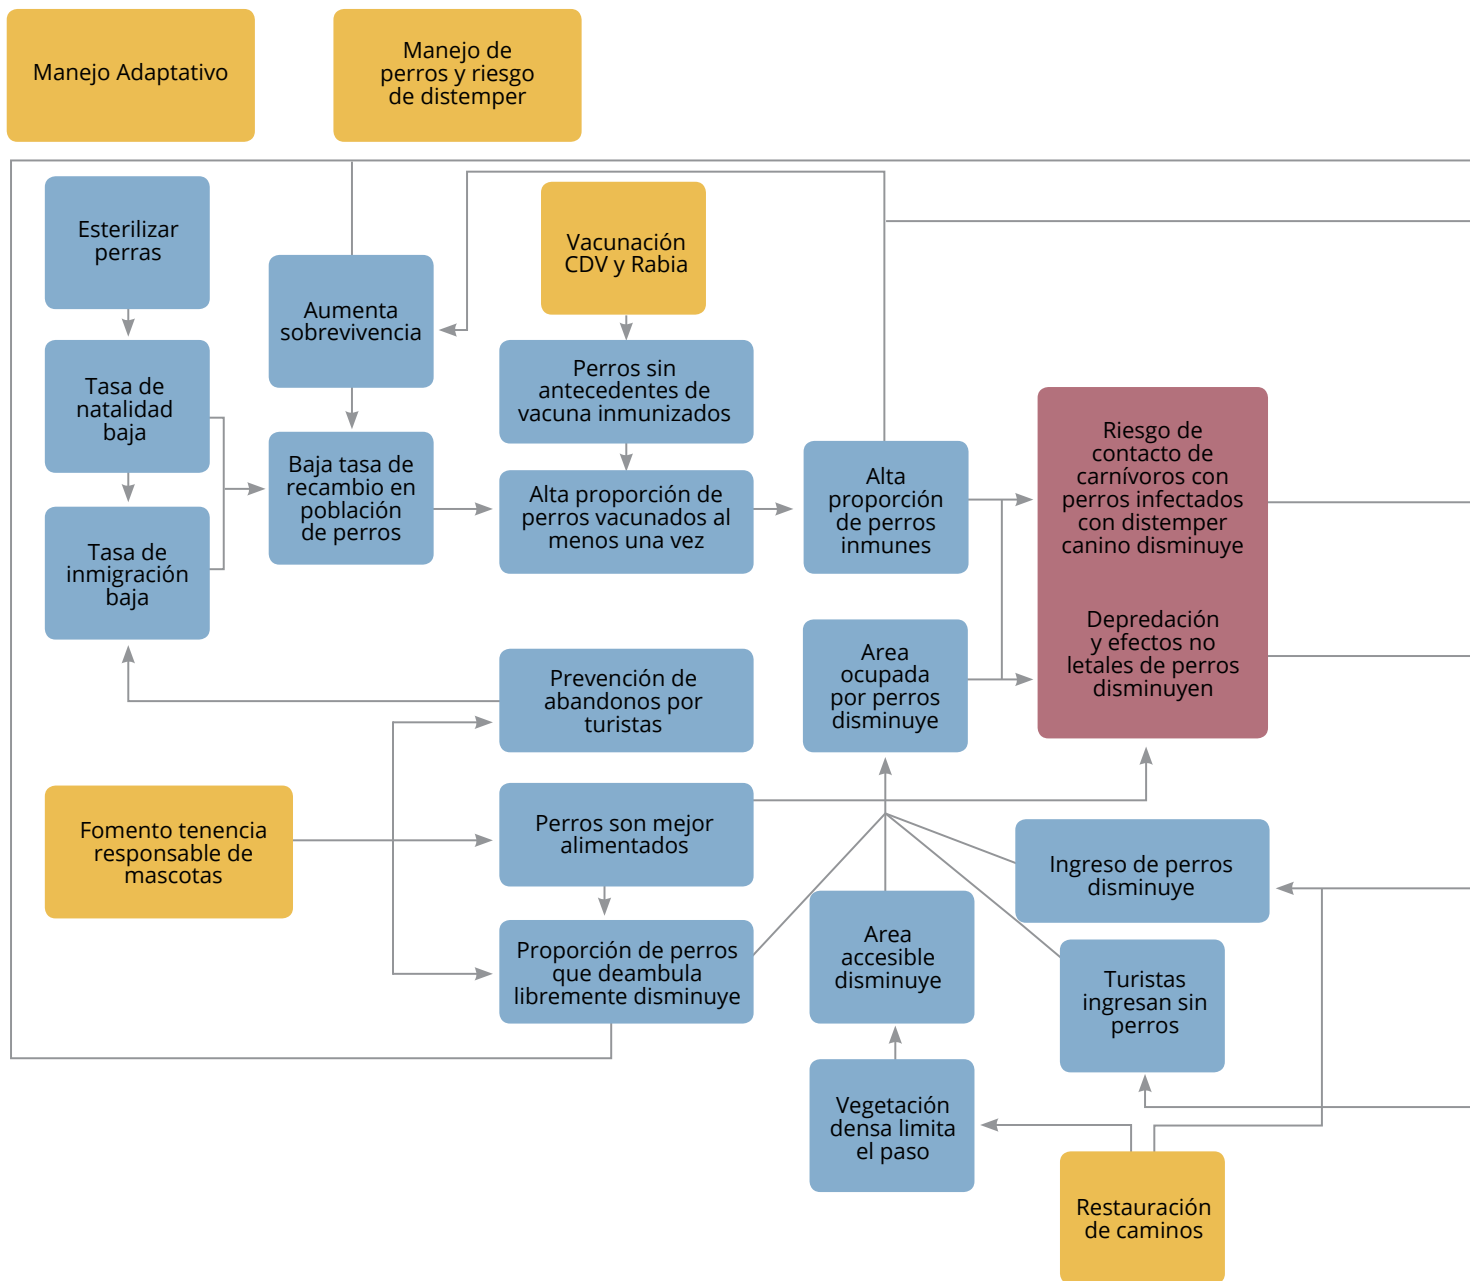 Manejo Adaptativo
Manejo de
perros y riesgo
de distemper
Esterilizar
perras
Vacunación
CDV y Rabia
Aumenta
sobrevivencia
Tasa de
natalidad
baja
Perros sin
antecedentes de
vacuna inmunizados
Baja tasa de
recambio en
población
de perros
Alta proporción de
perros vacunados al
menos una vez
Alta
proporción
de perros
inmunes
Riesgo de
contacto de
carnívoros con
perros infectados
con distemper
canino disminuye
Tasa de
inmigración
baja
Depredación
y efectos no
letales de perros
disminuyen
Prevención de
abandonos por
turistas
Area
ocupada
por perros
disminuye
Fomento tenencia
responsable de
mascotas
Perros son mejor
alimentados
Ingreso de perros
disminuye
Proporción de perros
que deambula
libremente disminuye
Area
accesible
disminuye
Turistas
ingresan sin
perros
Vegetación
densa limita
el paso
Restauración
de caminos